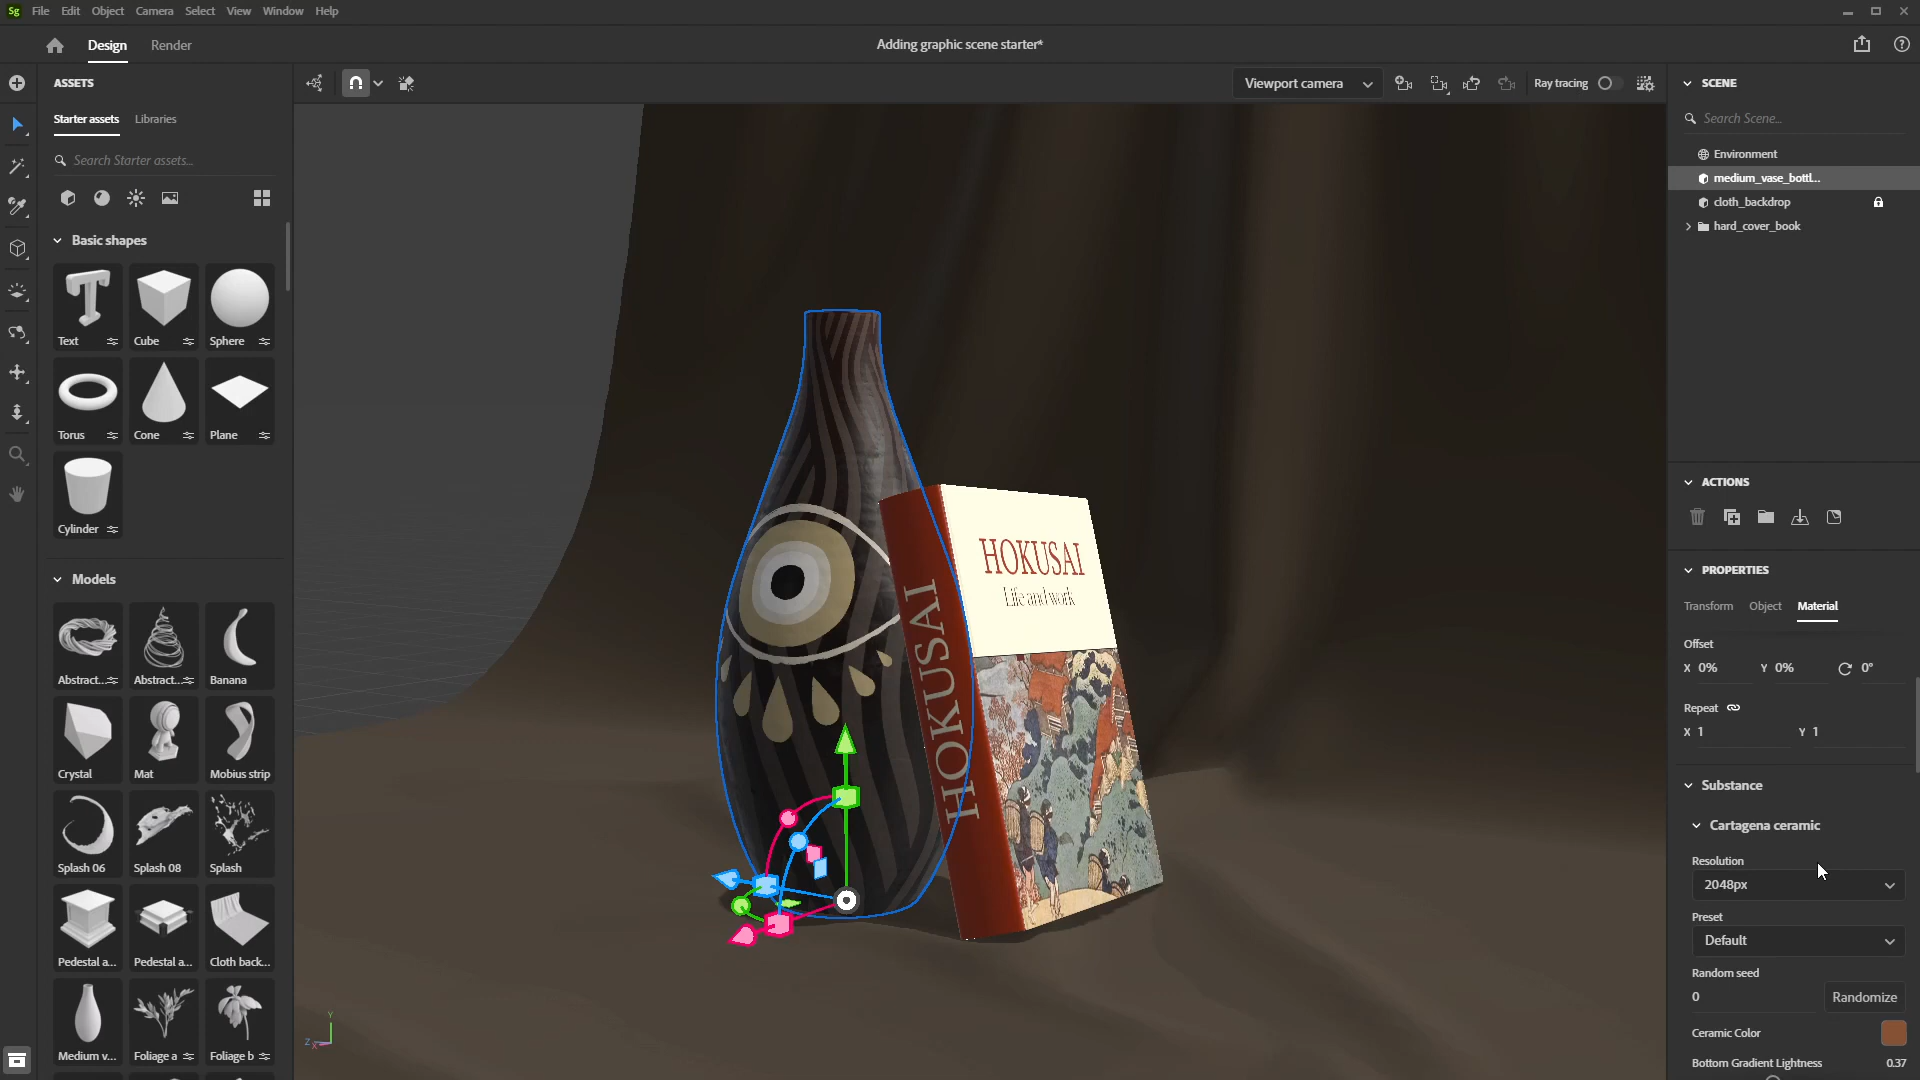 Sg File Edit Object Camera Select View Window Help
Design Render
Adding graphic scene starter*
ASSETS
Starter assets Libraries
Search Starter assets...
Basic shapes
Text Cube Sphere
Torus Cone Plane
Cylinder
Models
Abstract... Abstract... Banana
Crystal Mat Mobius strip
Splash 06 Splash 08 Splash
Pedestal a... Pedestal a... Cloth back...
Medium v... Foliage a Foliage b
Viewport camera
Ray tracing
HOKUSAI
HOKUSAI
Life and work
Y
Z X
SCENE
Search Scene...
Environment
medium_vase_bottl...
cloth_backdrop
hard_cover_book
ACTIONS
PROPERTIES
Transform Object Material
Offset
X 0% Y 0% 0°
Repeat
X 1 Y 1
Substance
Cartagena ceramic
Resolution
2048px
Preset
Default
Random seed
0 Randomize
Ceramic Color
Bottom Gradient Lightness 0.37